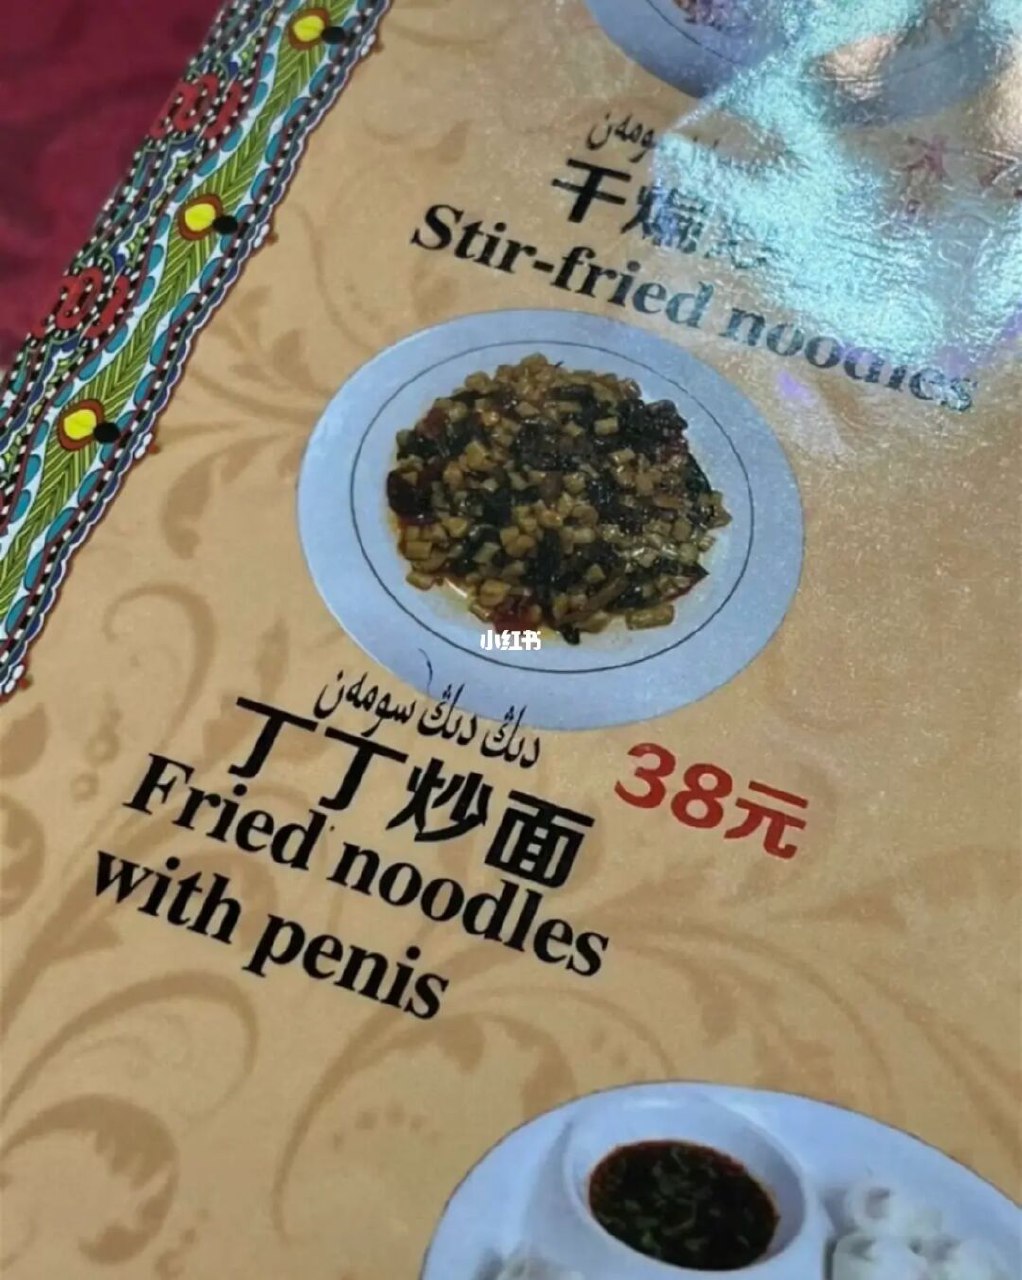 سومەن
干煸
Stir-fried noodles
小红书
دىڭ دىڭ سومەن
丁丁炒面
38元
Fried noodles
with penis